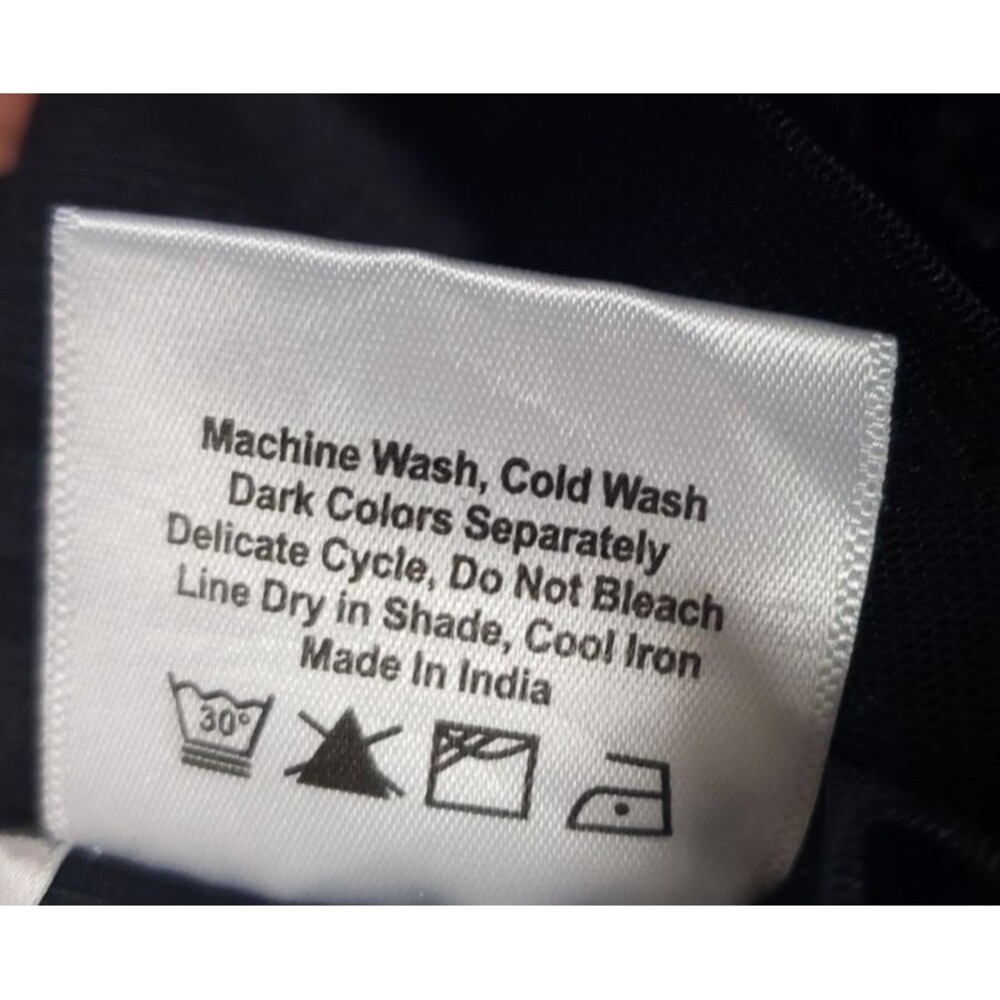 Machine Wash, Cold Wash
Dark Colors Separately
Delicate Cycle, Do Not Bleach
Line Dry in Shade, Cool Iron
Made In India
30°